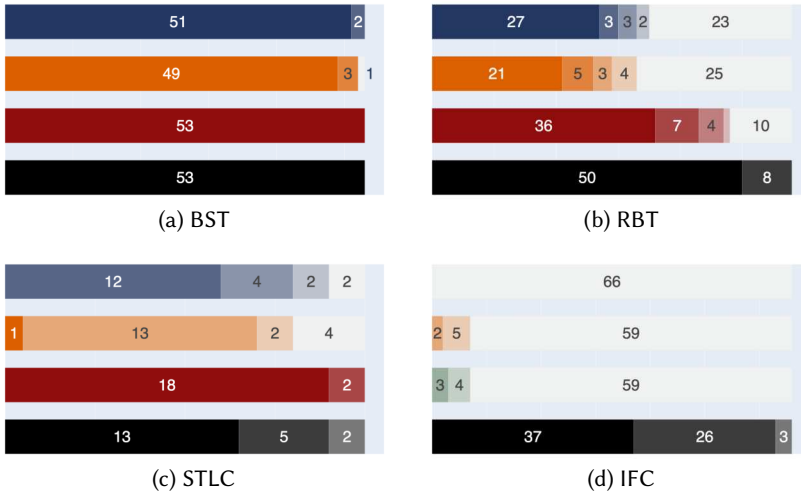 51 2
49 3 1
53
53
(a) BST
27 3 3 2 23
21 5 3 4 25
36 7 4 10
50 8
(b) RBT
12 4 2 2
1 13 2 4
18 2
13 5 2
(c) STLC
66
2 5 59
3 4 59
37 26 3
(d) IFC